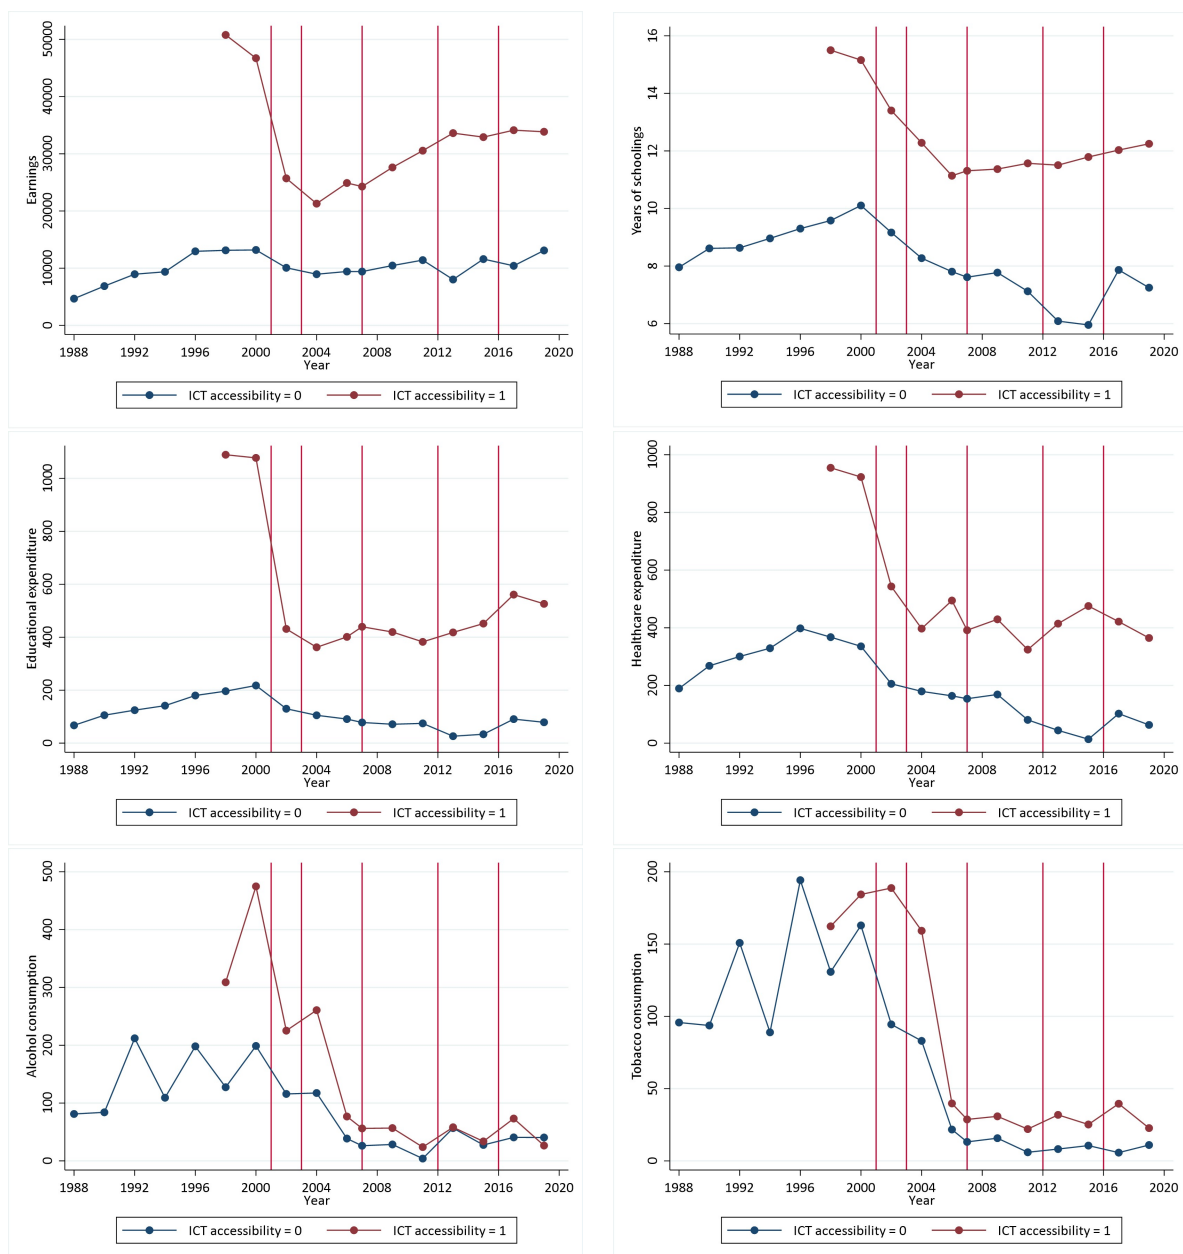 Earnings
50000
40000
30000
20000
10000
0
1988 1992 1996 2000 2004 2008 2012 2016 2020
Year
ICT accessibility = 0 ICT accessibility = 1
Years of schoolings
16
14
12
10
8
6
1988 1992 1996 2000 2004 2008 2012 2016 2020
Year
ICT accessibility = 0 ICT accessibility = 1
Educational expenditure
1000
800
600
400
200
0
1988 1992 1996 2000 2004 2008 2012 2016 2020
Year
ICT accessibility = 0 ICT accessibility = 1
Healthcare expenditure
1000
800
600
400
200
0
1988 1992 1996 2000 2004 2008 2012 2016 2020
Year
ICT accessibility = 0 ICT accessibility = 1
Alcohol consumption
500
400
300
200
100
0
1988 1992 1996 2000 2004 2008 2012 2016 2020
Year
ICT accessibility = 0 ICT accessibility = 1
Tobacco consumption
200
150
100
50
0
1988 1992 1996 2000 2004 2008 2012 2016 2020
Year
ICT accessibility = 0 ICT accessibility = 1